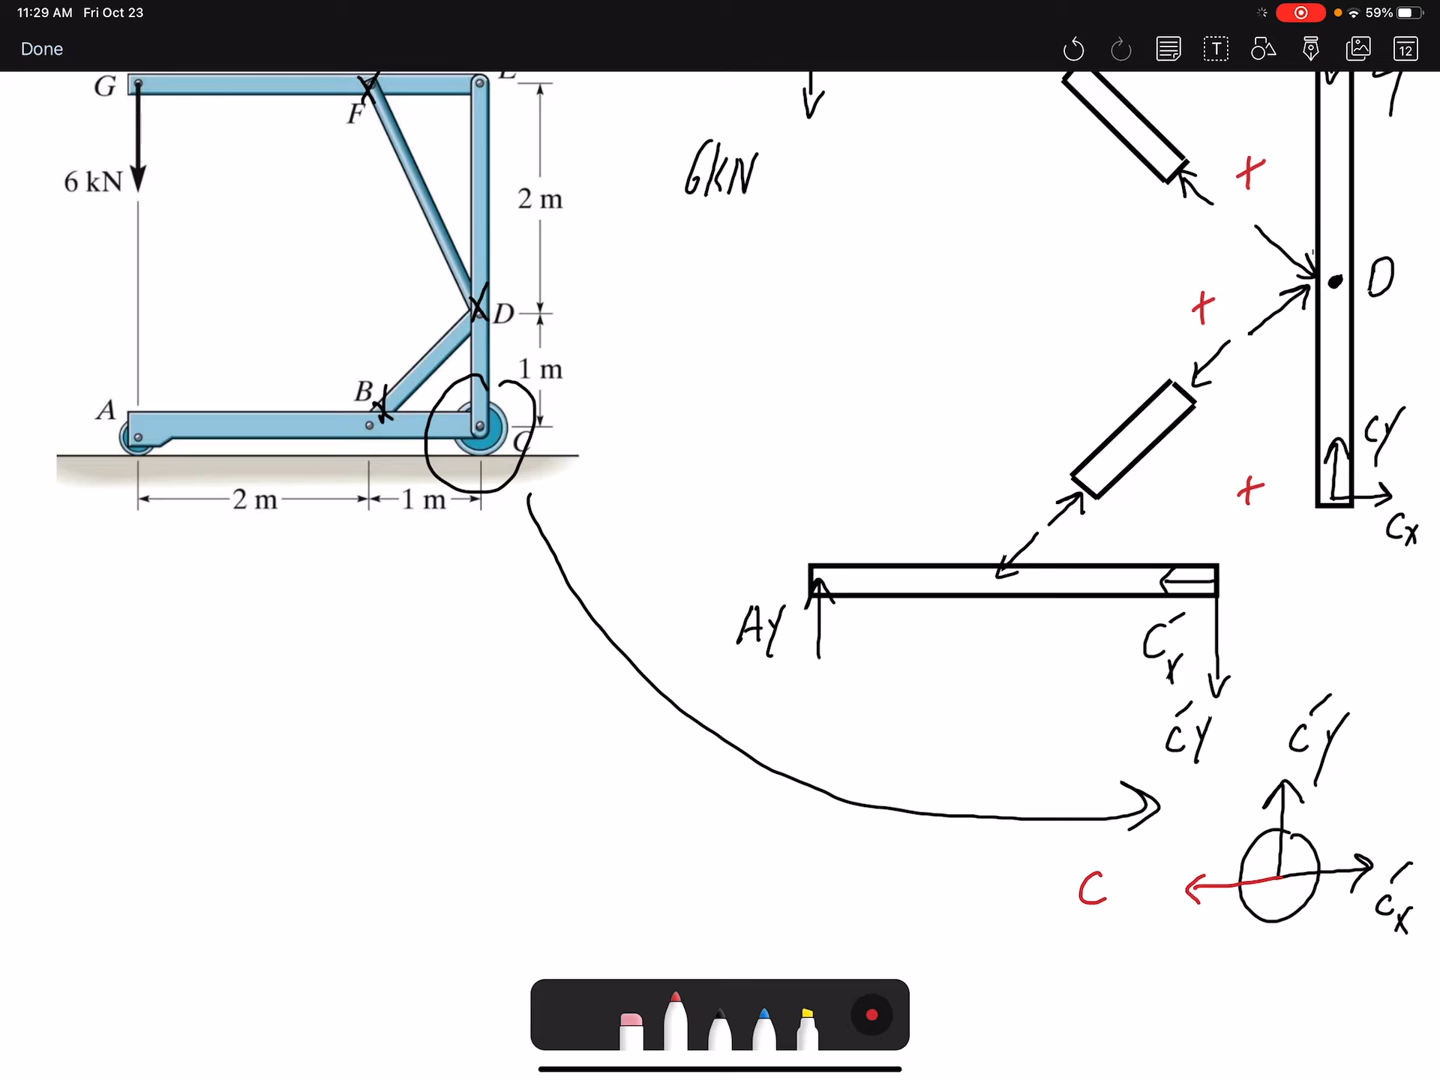 11:29 AM Fri Oct 23
59%
Done
T
12
G
F
6 kN
2 m
D
1 m
B
A
C
2 m
1 m
6KN
D
Cy
Cx
Ay
C'x
C'y
C'y
C
C'x